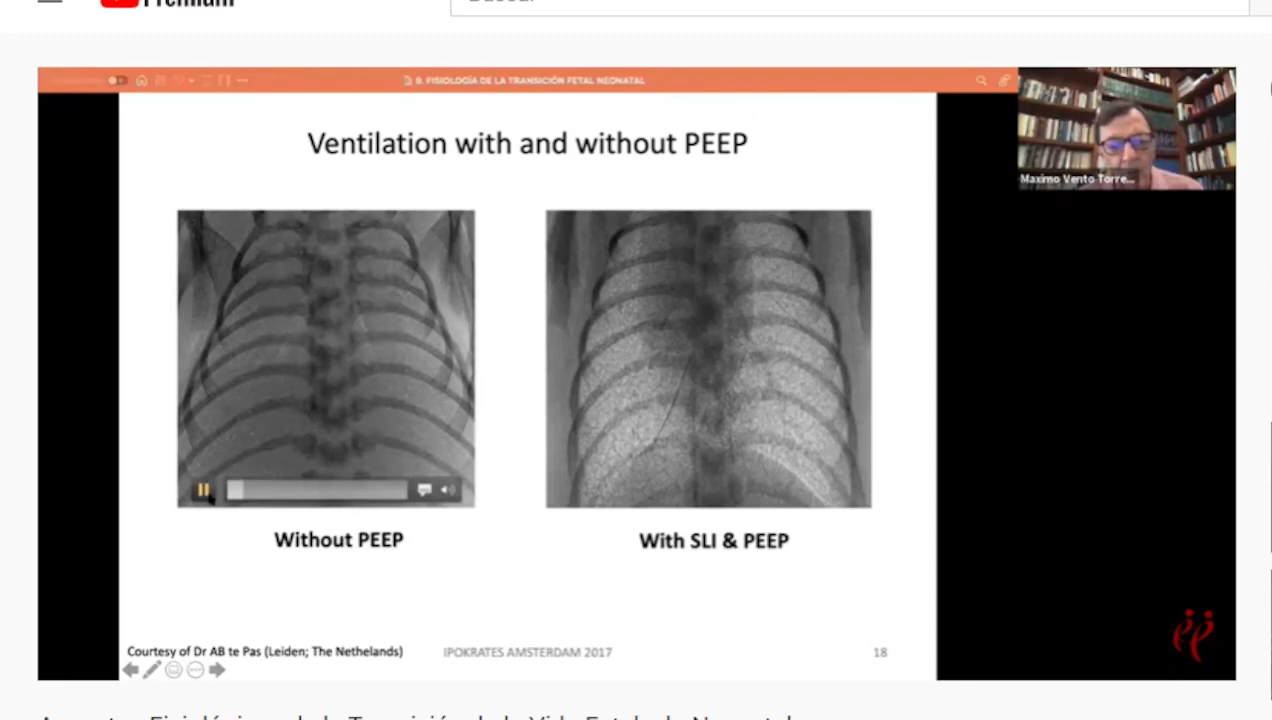 Premium
9. FISIOLOGÍA DE LA TRANSICIÓN FETAL NEONATAL
Maximo Vento Torre...
Ventilation with and without PEEP
Without PEEP
With SLI & PEEP
Courtesy of Dr AB te Pas (Leiden; The Nethelands)
IPOKRATES AMSTERDAM 2017
18